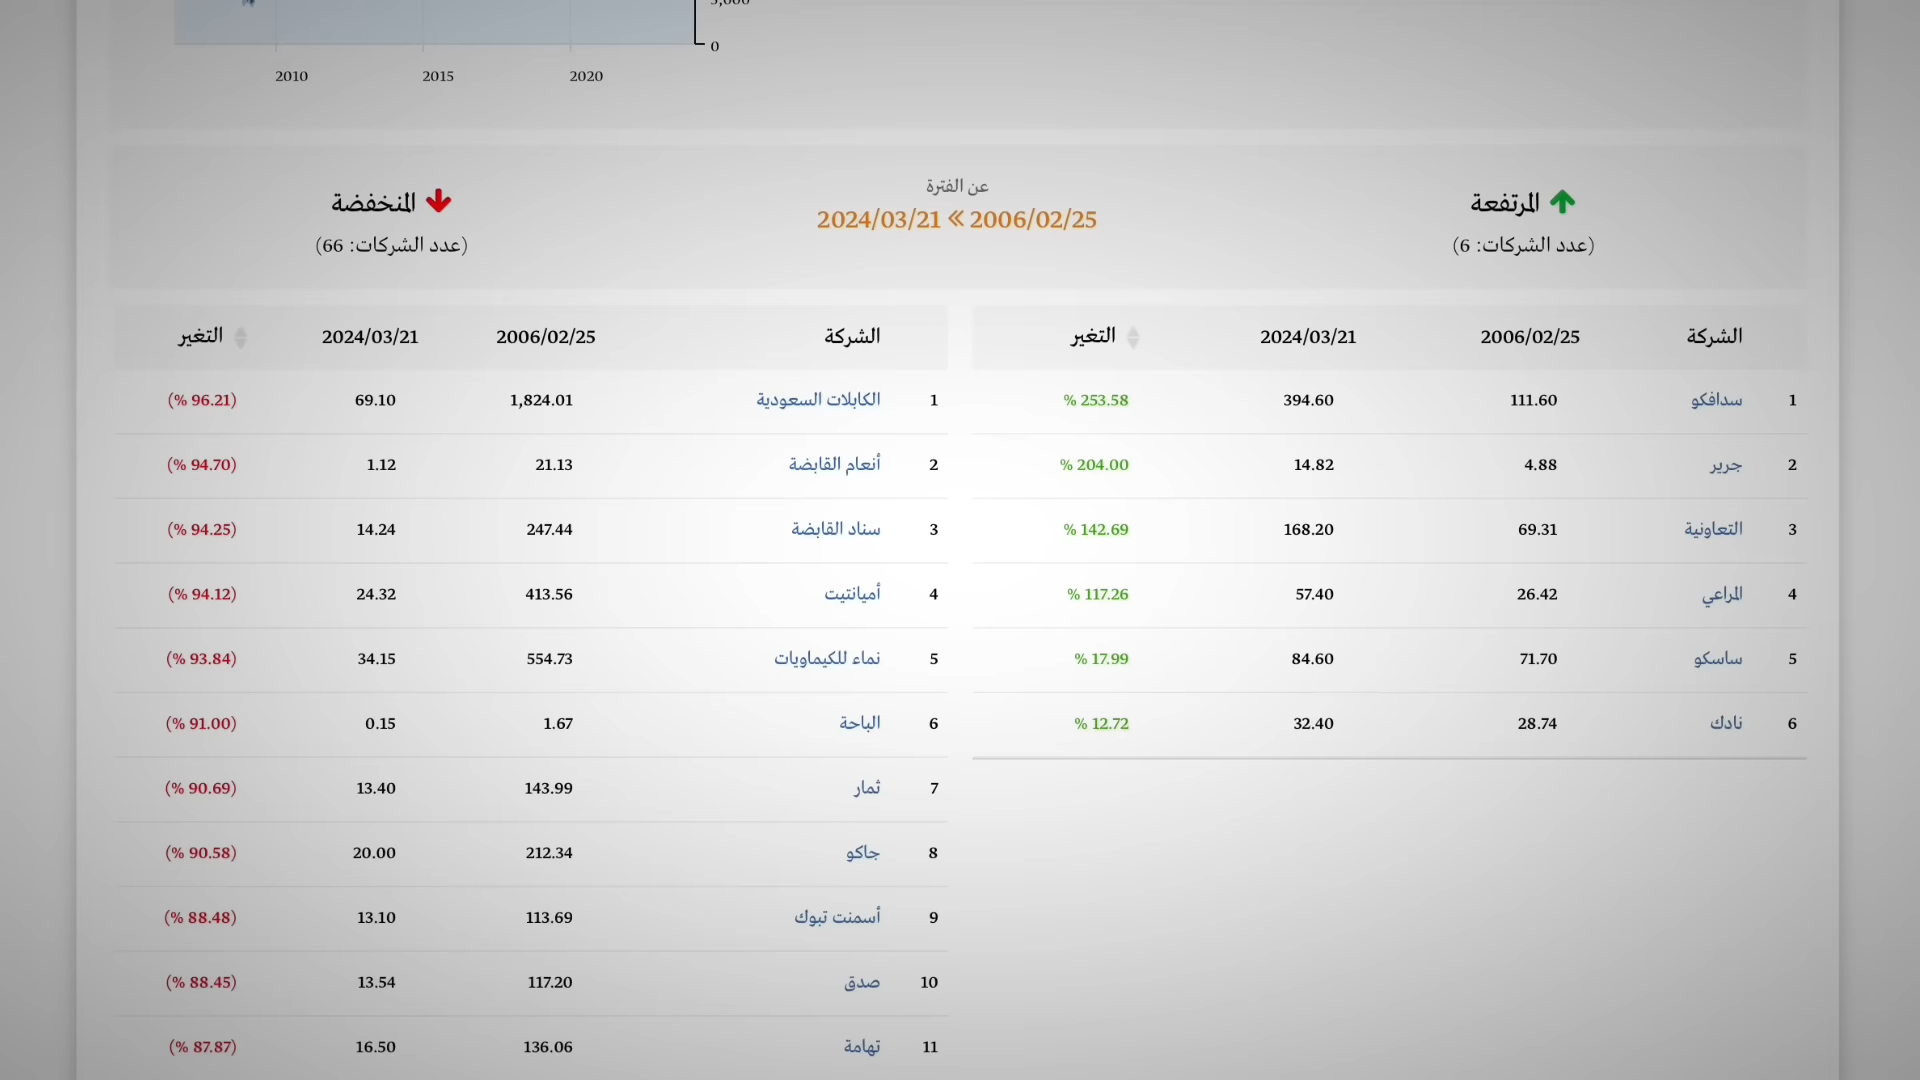 5,000
0
2010 2015 2020
المرتفعة
(عدد الشركات: 6)
عن الفترة
2006/02/25 » 2024/03/21
المنخفضة
(عدد الشركات: 66)
الشركة 2006/02/25 2024/03/21 التغير
1 سدافكو 111.60 394.60 253.58 %
2 جرير 4.88 14.82 204.00 %
3 التعاونية 69.31 168.20 142.69 %
4 المراعي 26.42 57.40 117.26 %
5 ساسكو 71.70 84.60 17.99 %
6 نادك 28.74 32.40 12.72 %
الشركة 2006/02/25 2024/03/21 التغير
1 الكابلات السعودية 1,824.01 69.10 (96.21 %)
2 أنعام القابضة 21.13 1.12 (94.70 %)
3 سناد القابضة 247.44 14.24 (94.25 %)
4 أميانتيت 413.56 24.32 (94.12 %)
5 نماء للكيماويات 554.73 34.15 (93.84 %)
6 الباحة 1.67 0.15 (91.00 %)
7 ثمار 143.99 13.40 (90.69 %)
8 جاكو 212.34 20.00 (90.58 %)
9 أسمنت تبوك 113.69 13.10 (88.48 %)
10 صدق 117.20 13.54 (88.45 %)
11 تهامة 136.06 16.50 (87.87 %)